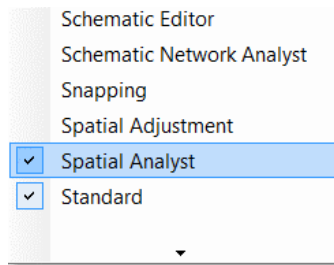 Schematic Editor
Schematic Network Analyst
Snapping
Spatial Adjustment
Spatial Analyst
Standard